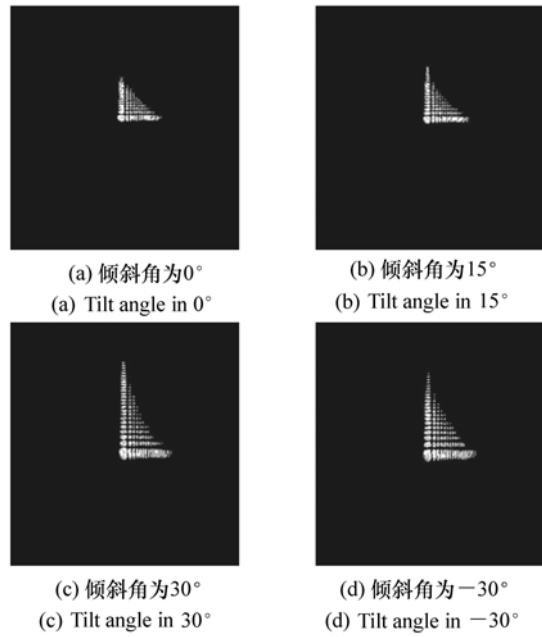 (a) 倾斜角为0°
(a) Tilt angle in 0°
(b) 倾斜角为15°
(b) Tilt angle in 15°
(c) 倾斜角为30°
(c) Tilt angle in 30°
(d) 倾斜角为－30°
(d) Tilt angle in －30°